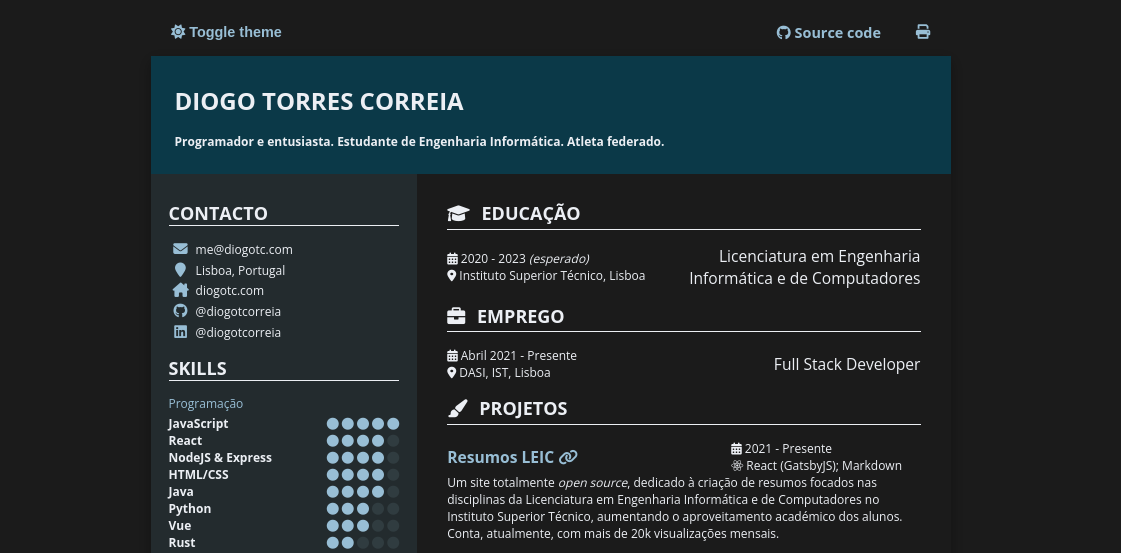 Toggle theme
Source code
DIOGO TORRES CORREIA
Programador e entusiasta. Estudante de Engenharia Informática. Atleta federado.
CONTACTO
me@diogotc.com
Lisboa, Portugal
diogotc.com
@diogotcorreia
@diogotcorreia
SKILLS
Programação
JavaScript
React
NodeJS & Express
HTML/CSS
Java
Python
Vue
Rust
EDUCAÇÃO
2020 - 2023 (esperado)
Instituto Superior Técnico, Lisboa
Licenciatura em Engenharia
Informática e de Computadores
EMPREGO
Abril 2021 - Presente
DASI, IST, Lisboa
Full Stack Developer
PROJETOS
Resumos LEIC
2021 - Presente
React (GatsbyJS); Markdown
Um site totalmente open source, dedicado à criação de resumos focados nas
disciplinas da Licenciatura em Engenharia Informática e de Computadores no
Instituto Superior Técnico, aumentando o aproveitamento académico dos alunos.
Conta, atualmente, com mais de 20k visualizações mensais.